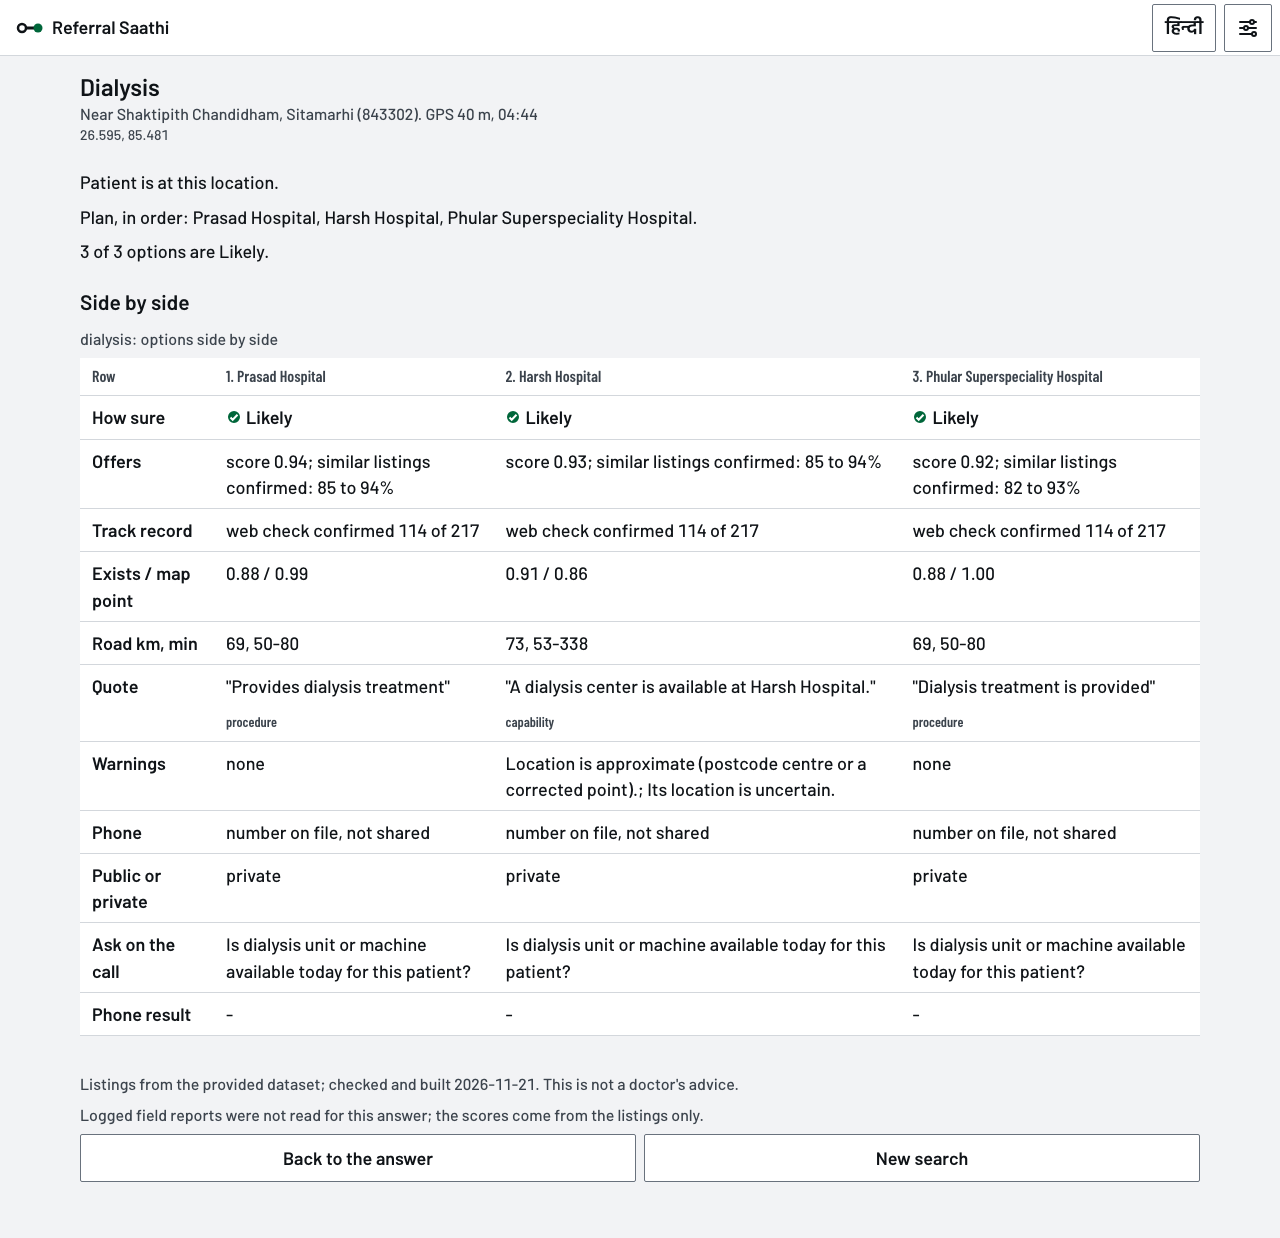 Referral Saathi
हिन्दी
Dialysis
Near Shaktipith Chandidham, Sitamarhi (843302). GPS 40 m, 04:44
26.595, 85.481
Patient is at this location.
Plan, in order: Prasad Hospital, Harsh Hospital, Phular Superspeciality Hospital.
3 of 3 options are Likely.
Side by side
dialysis: options side by side
Row 1. Prasad Hospital 2. Harsh Hospital 3. Phular Superspeciality Hospital
How sure Likely Likely Likely
Offers score 0.94; similar listings score 0.93; similar listings confirmed: 85 to 94% score 0.92; similar listings
confirmed: 85 to 94% confirmed: 82 to 93%
Track record web check confirmed 114 of 217 web check confirmed 114 of 217 web check confirmed 114 of 217
Exists / map 0.88 / 0.99 0.91 / 0.86 0.88 / 1.00
point
Road km, min 69, 50-80 73, 53-338 69, 50-80
Quote "Provides dialysis treatment" "A dialysis center is available at Harsh Hospital." "Dialysis treatment is provided"
procedure capability procedure
Warnings none Location is approximate (postcode centre or a none
corrected point).; Its location is uncertain.
Phone number on file, not shared number on file, not shared number on file, not shared
Public or private private private
private
Ask on the Is dialysis unit or machine Is dialysis unit or machine available today for this Is dialysis unit or machine available
call available today for this patient? patient? today for this patient?
Phone result - - -
Listings from the provided dataset; checked and built 2026-11-21. This is not a doctor's advice.
Logged field reports were not read for this answer; the scores come from the listings only.
Back to the answer New search